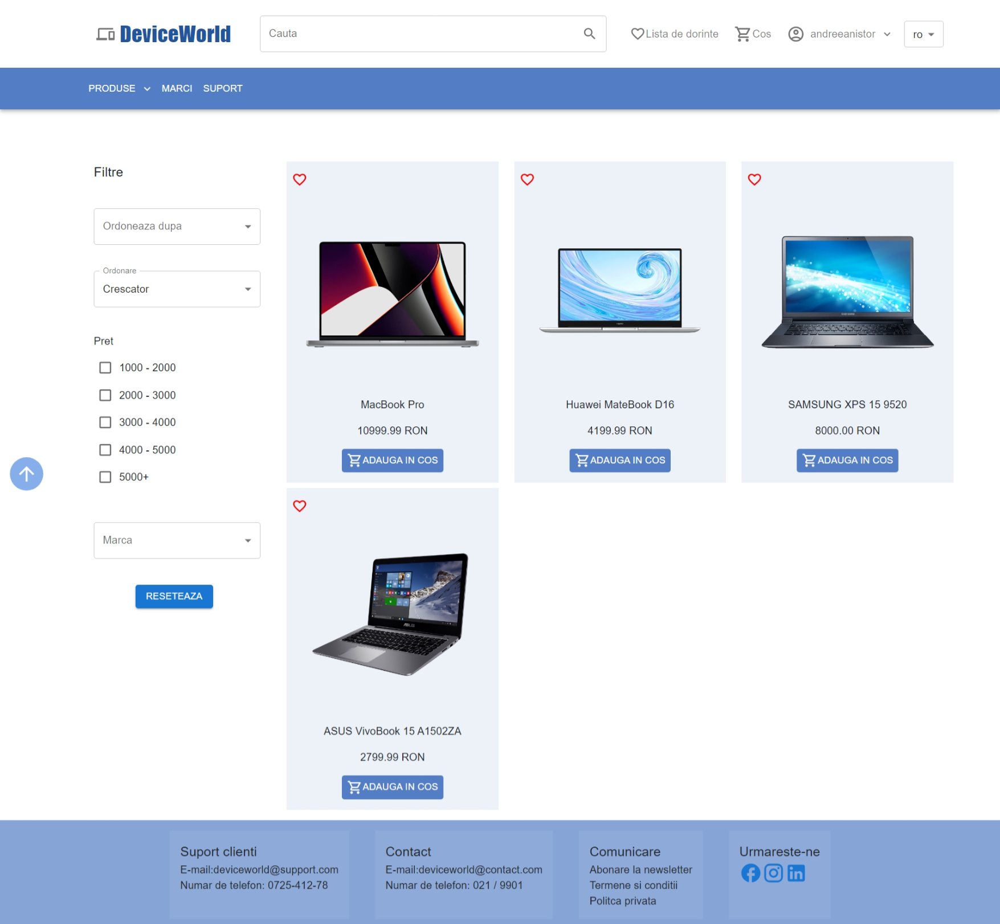 DeviceWorld
Cauta
Lista de dorinte
Cos
andreeanistor
ro
PRODUSE
MARCI
SUPORT
Filtre
Ordoneaza dupa
Ordonare
Crescator
Pret
1000 - 2000
2000 - 3000
3000 - 4000
4000 - 5000
5000+
Marca
RESETEAZA
MacBook Pro
10999.99 RON
ADAUGA IN COS
Huawei MateBook D16
4199.99 RON
ADAUGA IN COS
SAMSUNG
SAMSUNG XPS 15 9520
8000.00 RON
ADAUGA IN COS
ASUS
ASUS VivoBook 15 A1502ZA
2799.99 RON
ADAUGA IN COS
Suport clienti
E-mail:deviceworld@support.com
Numar de telefon: 0725-412-78
Contact
E-mail:deviceworld@contact.com
Numar de telefon: 021 / 9901
Comunicare
Abonare la newsletter
Termene si conditii
Politca privata
Urmareste-ne